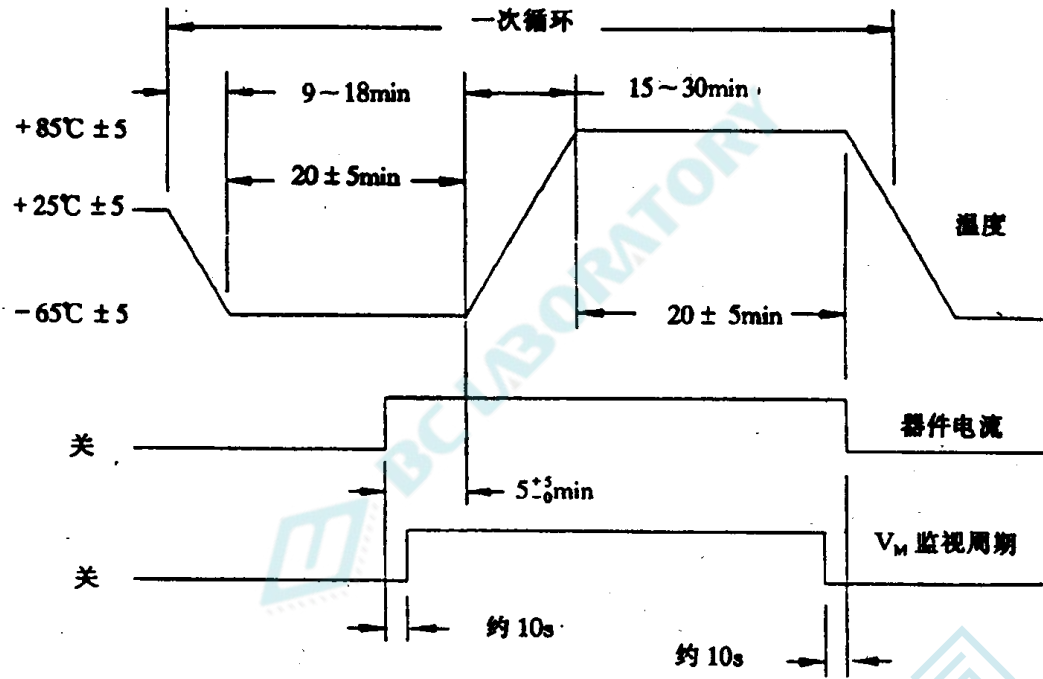 一次循环
9~18min
15~30min
+85℃ ±5
20±5min
+25℃ ±5
温度
-65℃ ±5
20± 5min
器件电流
关
5⁺⁵₋₀min
V_M 监视周期
关
约 10s
约 10s
BC LABORATORY